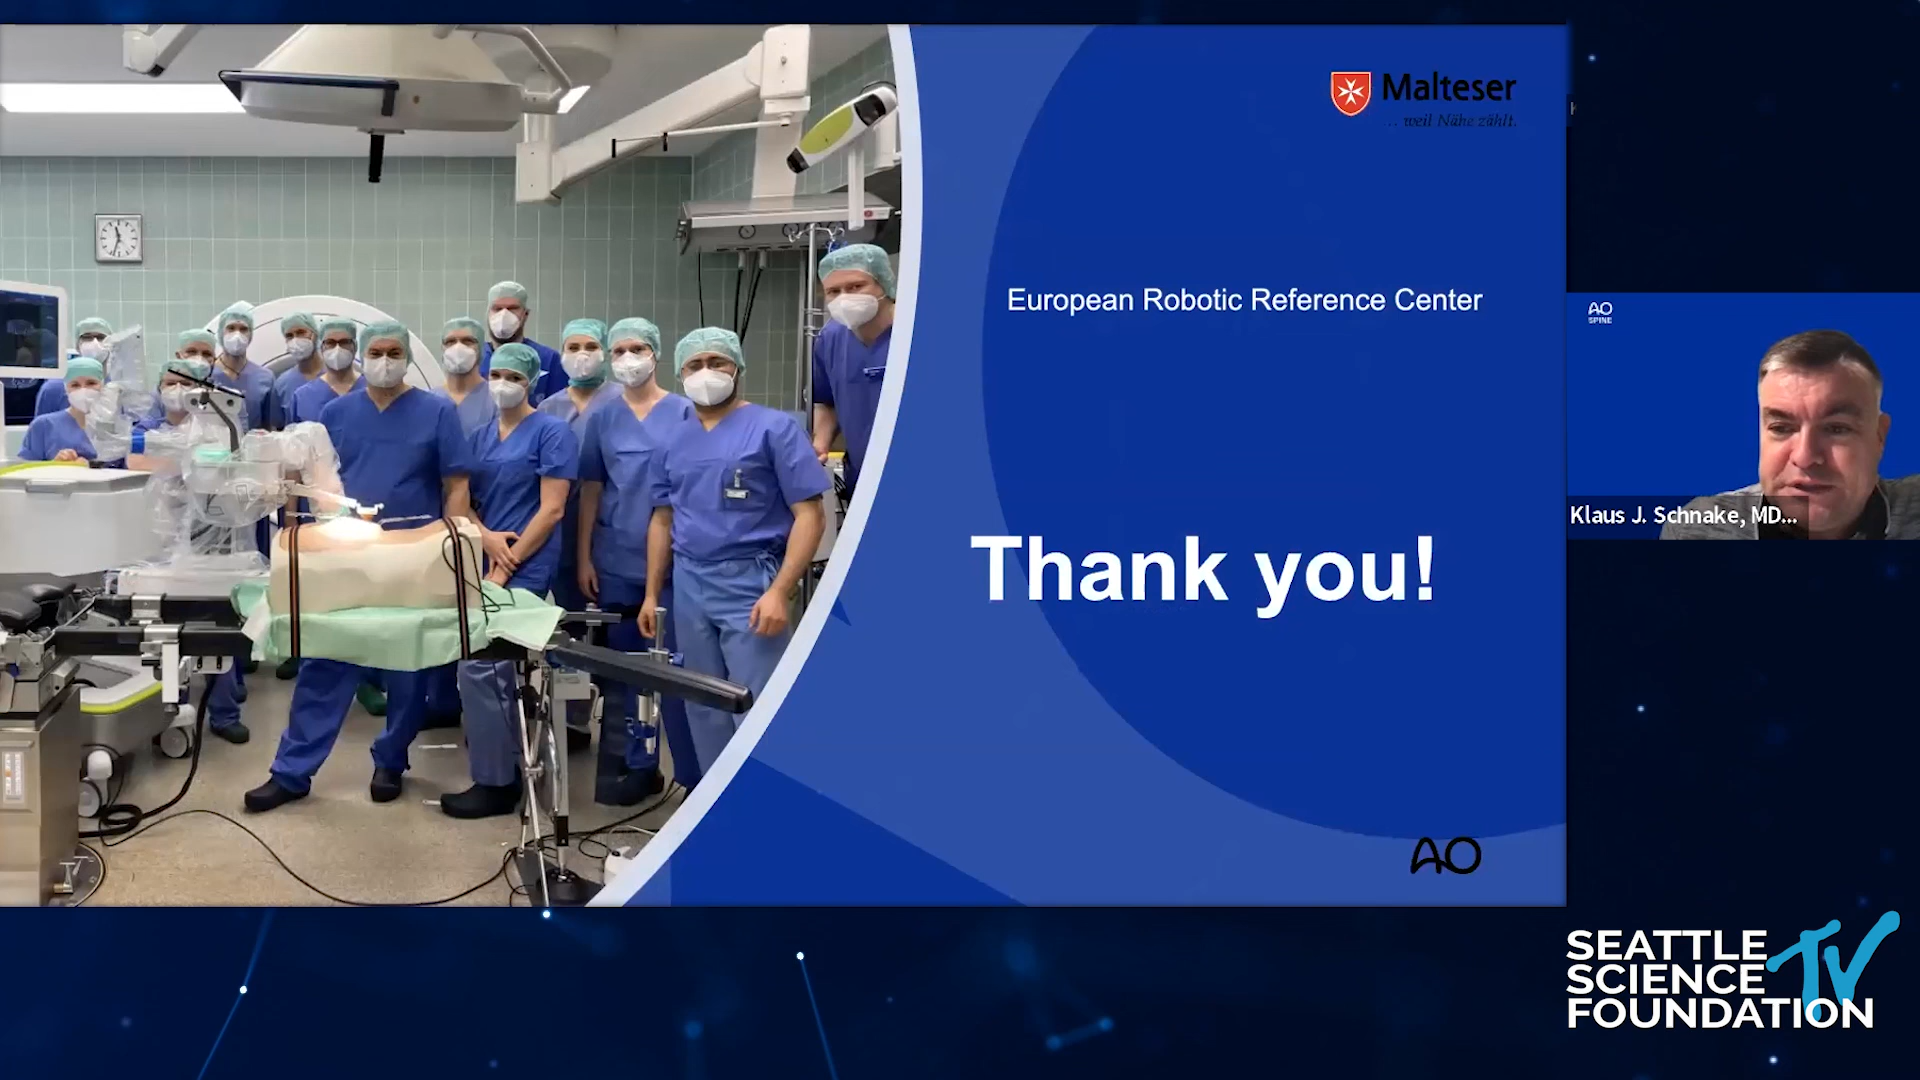 Malteser
... weil Nähe zählt.
European Robotic Reference Center
Thank you!
AO
AO
SPINE
Klaus J. Schnake, MD...
SEATTLE
SCIENCE
FOUNDATION
TV